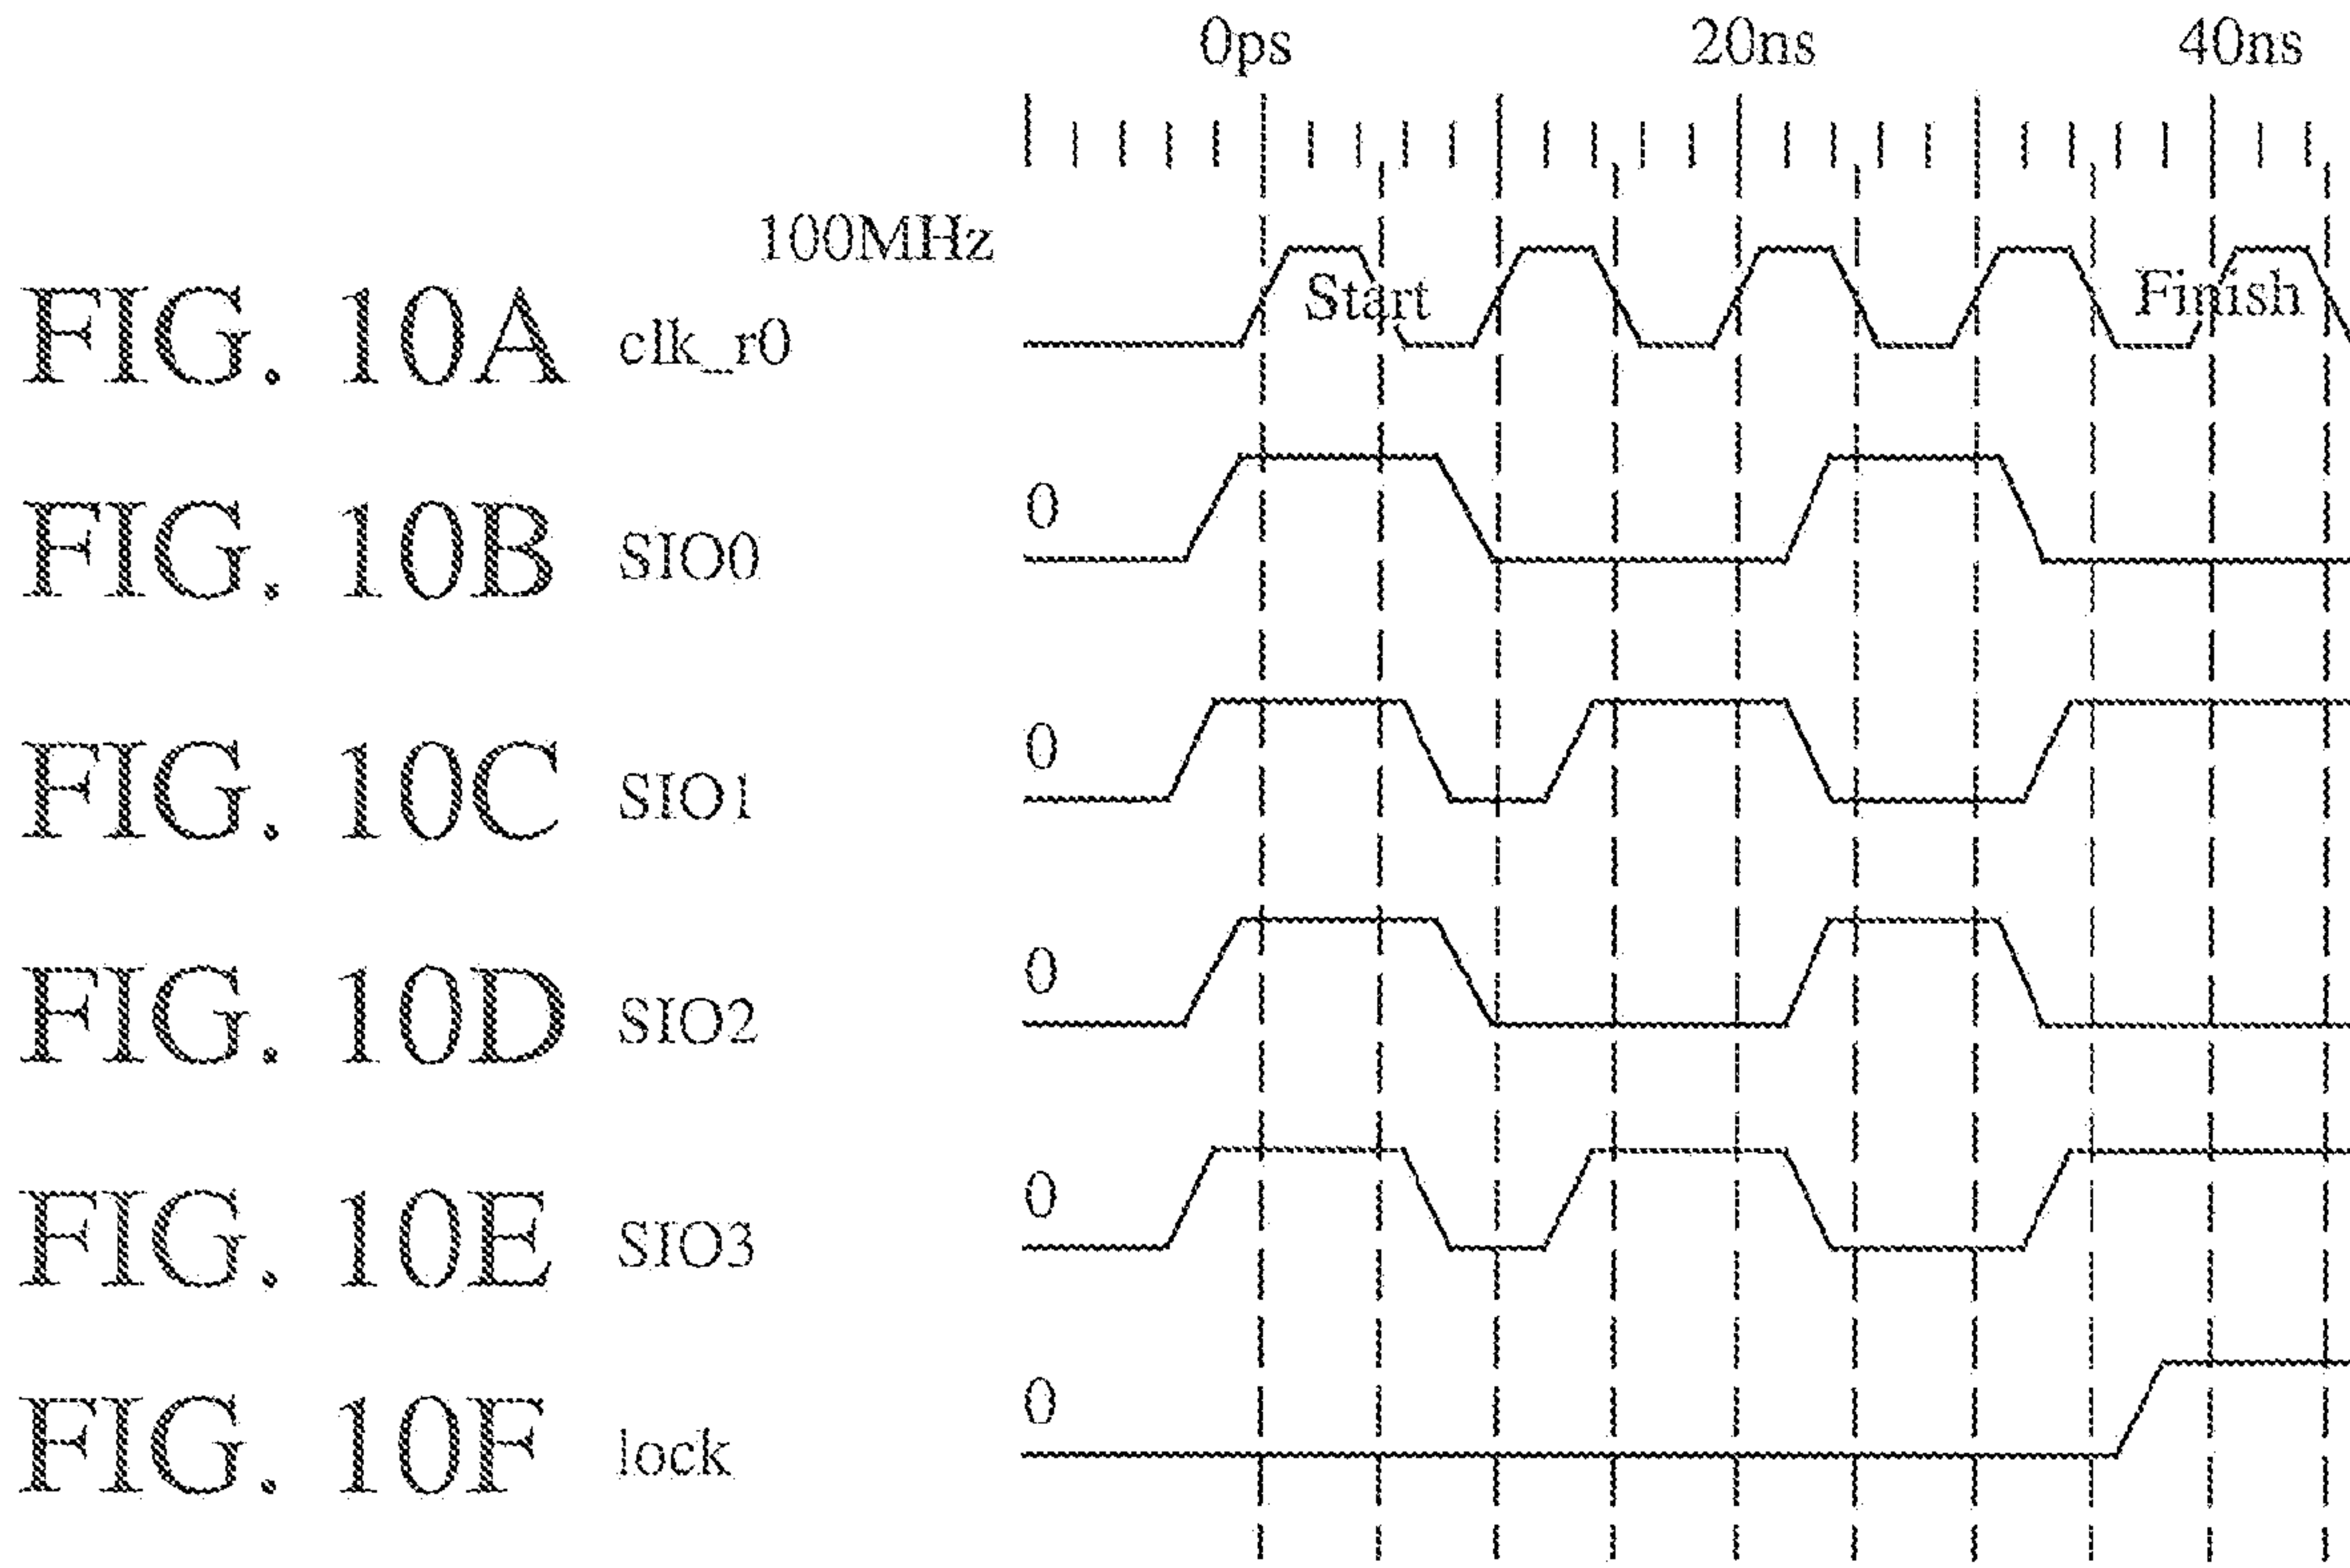 0ps 20ns 40ns
100MHz
Start Finish
FIG. 10A clk_r0
FIG. 10B SIO0 0
FIG. 10C SIO1 0
FIG. 10D SIO2 0
FIG. 10E SIO3 0
FIG. 10F lock 0